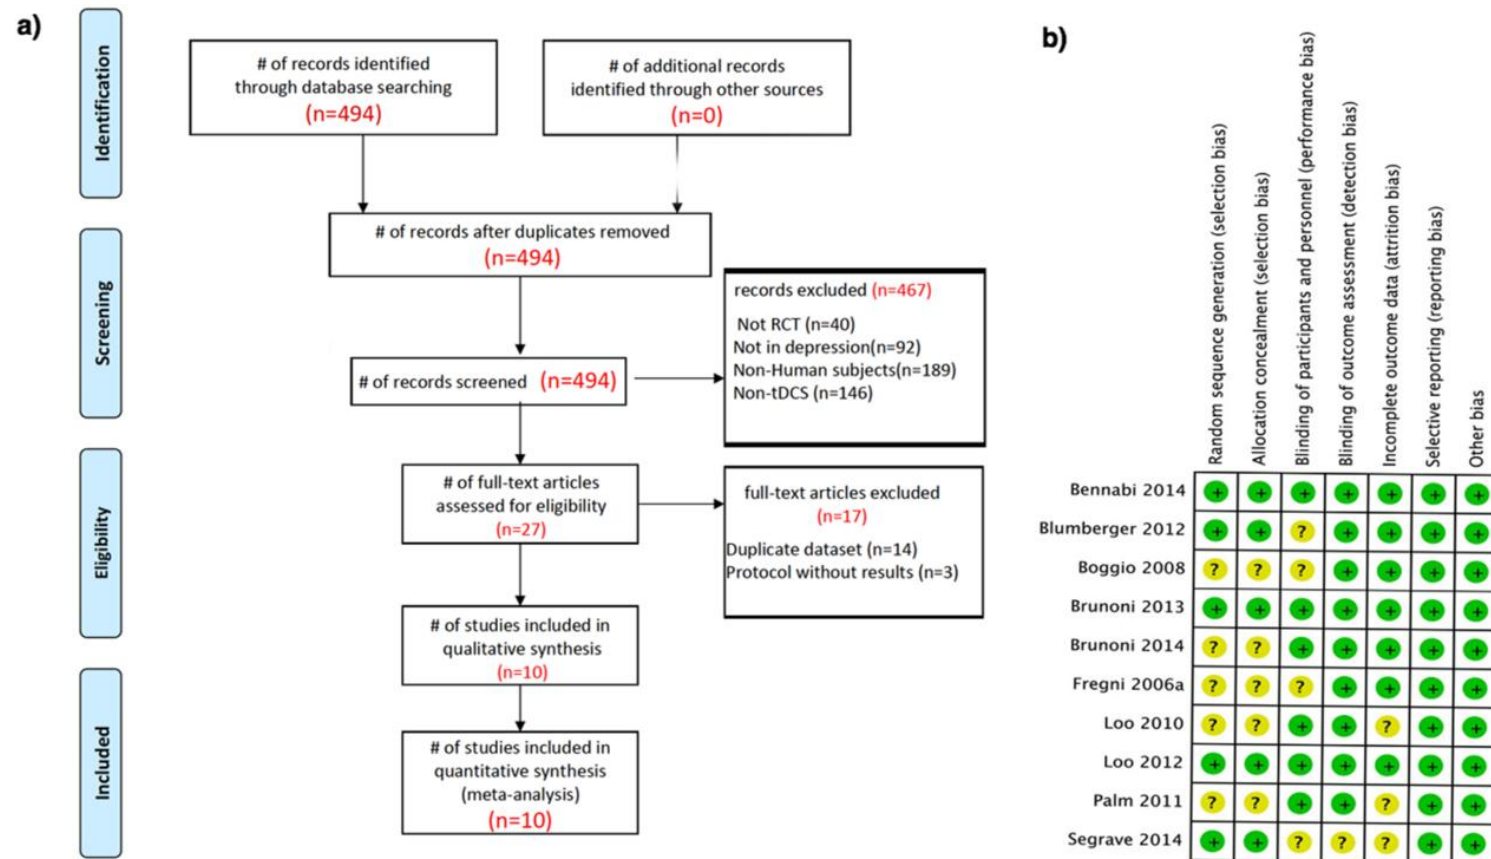 a)
Identification
# of records identified
through database searching
(n=494)
# of additional records
identified through other sources
(n=0)
Screening
# of records after duplicates removed
(n=494)
# of records screened (n=494)
records excluded (n=467)
Not RCT (n=40)
Not in depression(n=92)
Non-Human subjects(n=189)
Non-tDCS (n=146)
Eligibility
# of full-text articles
assessed for eligibility
(n=27)
full-text articles excluded
(n=17)
Duplicate dataset (n=14)
Protocol without results (n=3)
# of studies included in
qualitative synthesis
(n=10)
Included
# of studies included in
quantitative synthesis
(meta-analysis)
(n=10)
b)
Random sequence generation (selection bias)
Allocation concealment (selection bias)
Blinding of participants and personnel (performance bias)
Blinding of outcome assessment (detection bias)
Incomplete outcome data (attrition bias)
Selective reporting (reporting bias)
Other bias
Bennabi 2014 + + + + + + +
Blumberger 2012 + + ? + + + +
Boggio 2008 ? ? ? + + + +
Brunoni 2013 + + + + + + +
Brunoni 2014 ? ? + + + + +
Fregni 2006a ? ? ? + + + +
Loo 2010 ? ? + + ? + +
Loo 2012 + + + + + + +
Palm 2011 ? ? + + ? + +
Segrave 2014 + + ? ? ? + +